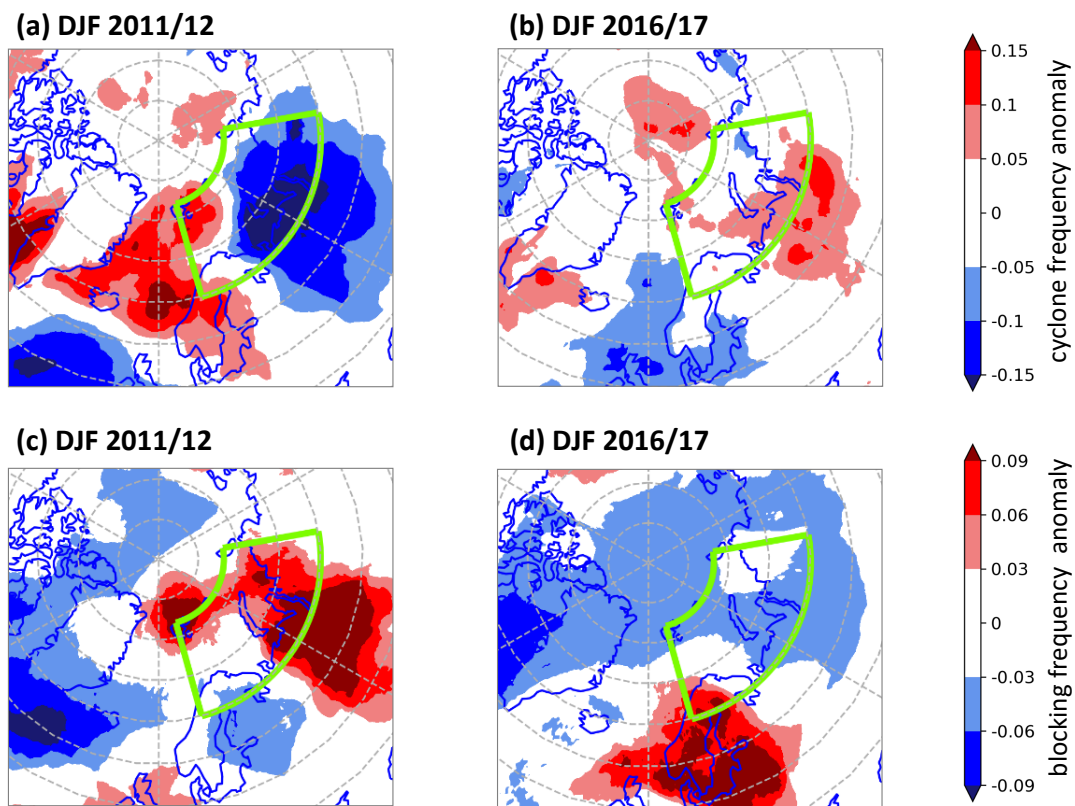 (a) DJF 2011/12
(b) DJF 2016/17
0.15
0.1
0.05
0
-0.05
-0.1
-0.15
cyclone frequency anomaly
(c) DJF 2011/12
(d) DJF 2016/17
0.09
0.06
0.03
0
-0.03
-0.06
-0.09
blocking frequency anomaly